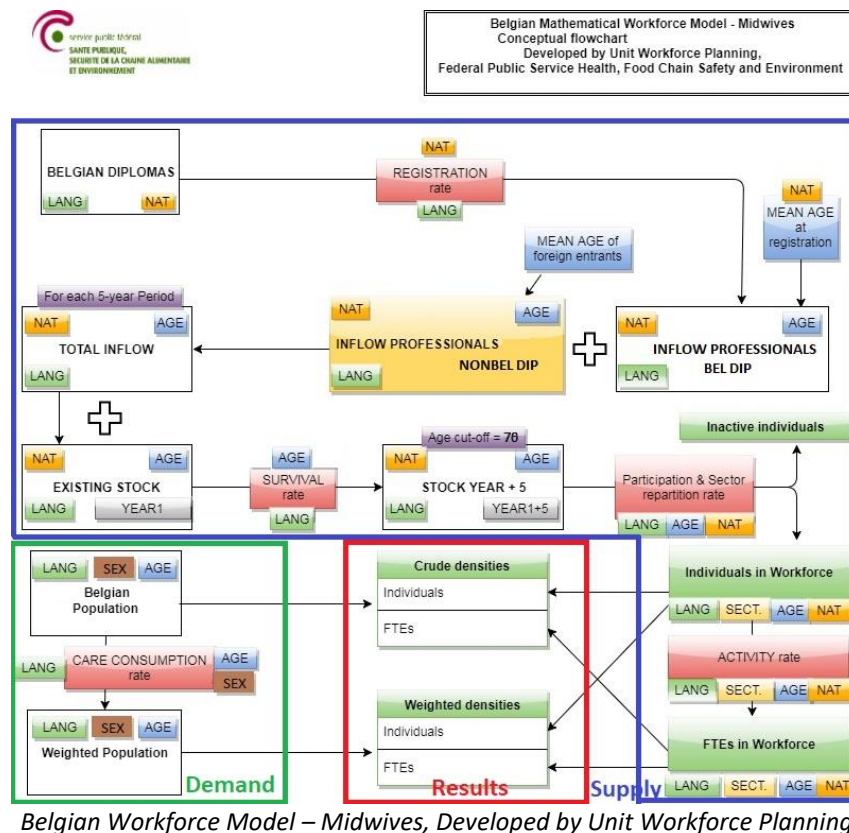 service public fédéral
SANTE PUBLIQUE,
SECURITE DE LA CHAINE ALIMENTAIRE
ET ENVIRONNEMENT
Belgian Mathematical Workforce Model - Midwives
Conceptual flowchart
Developed by Unit Workforce Planning,
Federal Public Service Health, Food Chain Safety and Environment
BELGIAN DIPLOMAS
LANG
NAT
NAT
REGISTRATION
rate
LANG
NAT
MEAN AGE
at
registration
MEAN AGE of
foreign entrants
For each 5-year Period
NAT
AGE
TOTAL INFLOW
LANG
NAT
AGE
INFLOW PROFESSIONALS
NONBEL DIP
LANG
NAT
AGE
INFLOW PROFESSIONALS
BEL DIP
LANG
Inactive individuals
NAT
AGE
EXISTING STOCK
LANG
YEAR1
AGE
SURVIVAL
rate
LANG
Age cut-off = 70
NAT
AGE
STOCK YEAR + 5
LANG
YEAR1+5
Participation & Sector
repartition rate
LANG AGE NAT
LANG SEX AGE
Belgian
Population
LANG
CARE CONSUMPTION
rate
AGE
SEX
LANG SEX AGE
Weighted Population
Demand
Crude densities
Individuals
FTEs
Weighted densities
Individuals
FTEs
Results
Individuals in Workforce
LANG SECT. AGE NAT
ACTIVITY rate
LANG SECT. AGE NAT
FTEs in Workforce
LANG SECT. AGE NAT
Supply
Belgian Workforce Model – Midwives, Developed by Unit Workforce Planning